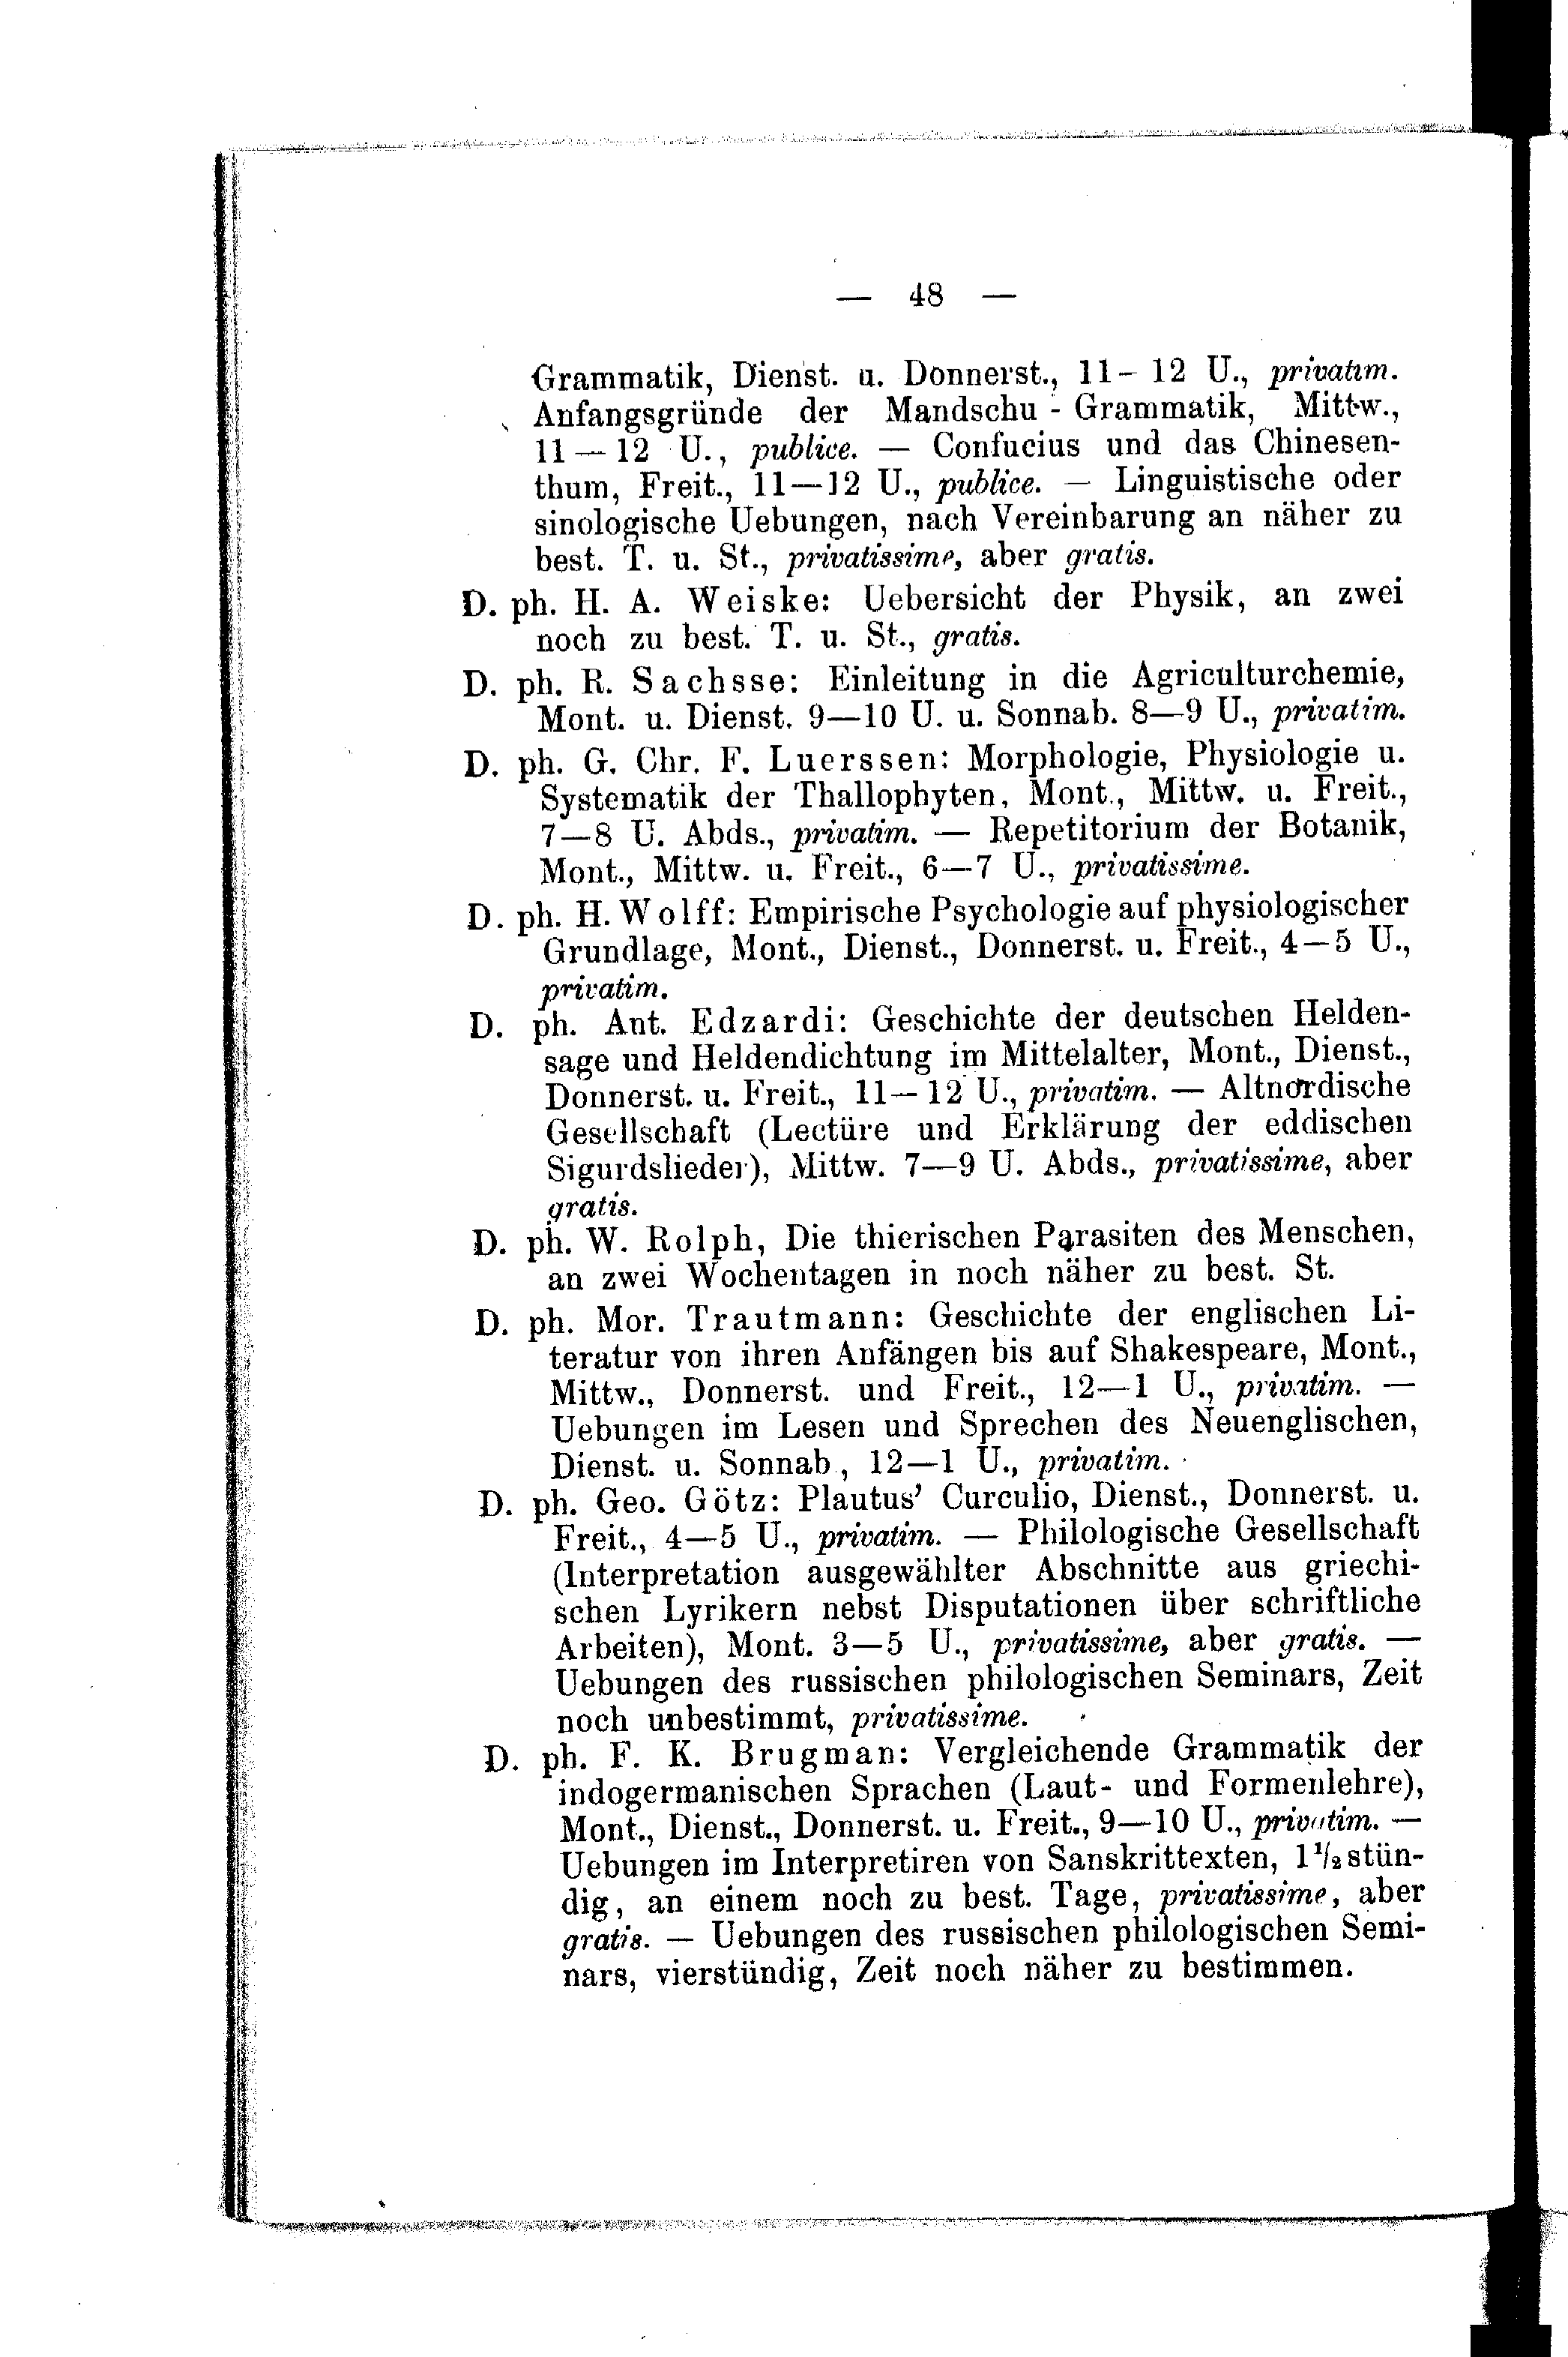 — 48 —
Grammatik, Dienst. u. Donnerst., 11–12 U., privatim.
Anfangsgründe der Mandschu-Grammatik, Mittw.,
11—12 U., publice. — Confucius und das Chinesen-
thum, Freit., 11—12 U., publice. — Linguistische oder
sinologische Uebungen, nach Vereinbarung an näher zu
best. T. u. St., privatissime, aber gratis.
D. ph. H. A. Weiske: Uebersicht der Physik, an zwei
noch zu best. T. u. St., gratis.
D. ph. R. Sachsse: Einleitung in die Agriculturchemie,
Mont. u. Dienst. 9—10 U. u. Sonnab. 8—9 U., privatim.
D. ph. G. Chr. F. Luerssen: Morphologie, Physiologie u.
Systematik der Thallophyten, Mont., Mittw. u. Freit.,
7—8 U. Abds., privatim. — Repetitorium der Botanik,
Mont., Mittw. u. Freit., 6—7 U., privatissime.
D. ph. H. Wolff: Empirische Psychologie auf physiologischer
Grundlage, Mont., Dienst., Donnerst. u. Freit., 4—5 U.,
privatim.
D. ph. Ant. Edzardi: Geschichte der deutschen Helden-
sage und Heldendichtung im Mittelalter, Mont., Dienst.,
Donnerst. u. Freit., 11—12 U., privatim. — Altnordische
Gesellschaft (Lectüre und Erklärung der eddischen
Sigurdslieder), Mittw. 7—9 U. Abds., privatissime, aber
gratis.
D. ph. W. Rolph, Die thierischen Parasiten des Menschen,
an zwei Wochentagen in noch näher zu best. St.
D. ph. Mor. Trautmann: Geschichte der englischen Li-
teratur von ihren Anfängen bis auf Shakespeare, Mont.,
Mittw., Donnerst. und Freit., 12—1 U., privatim. —
Uebungen im Lesen und Sprechen des Neuenglischen,
Dienst. u. Sonnab., 12—1 U., privatim.
D. ph. Geo. Götz: Plautus' Curculio, Dienst., Donnerst. u.
Freit., 4—5 U., privatim. — Philologische Gesellschaft
(Interpretation ausgewählter Abschnitte aus griechi-
schen Lyrikern nebst Disputationen über schriftliche
Arbeiten), Mont. 3—5 U., privatissime, aber gratis. —
Uebungen des russischen philologischen Seminars, Zeit
noch unbestimmt, privatissime.
D. ph. F. K. Brugman: Vergleichende Grammatik der
indogermanischen Sprachen (Laut- und Formenlehre),
Mont., Dienst., Donnerst. u. Freit., 9—10 U., privatim. —
Uebungen im Interpretiren von Sanskrittexten, 1½ stün-
dig, an einem noch zu best. Tage, privatissime, aber
gratis. — Uebungen des russischen philologischen Semi-
nars, vierstündig, Zeit noch näher zu bestimmen.